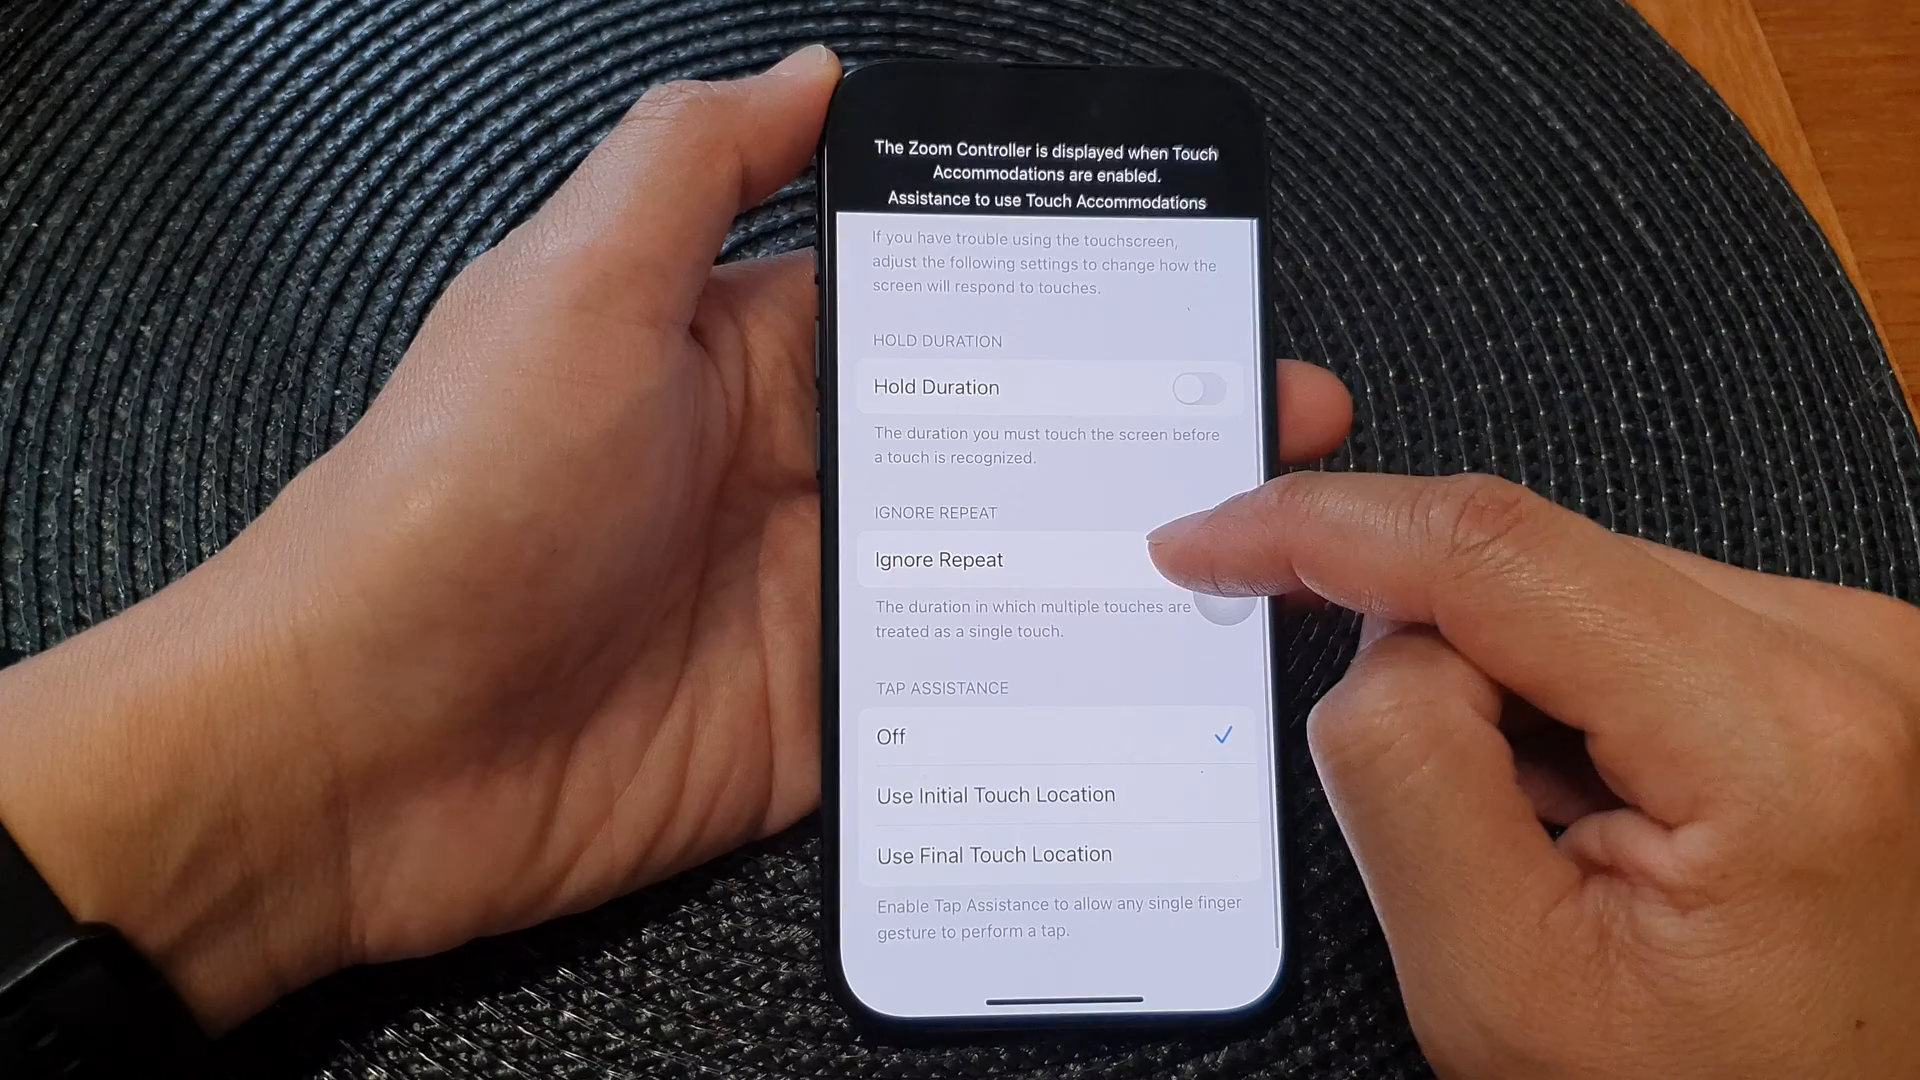 The Zoom Controller is displayed when Touch
Accommodations are enabled.
Assistance to use Touch Accommodations
If you have trouble using the touchscreen,
adjust the following settings to change how the
screen will respond to touches.
HOLD DURATION
Hold Duration
The duration you must touch the screen before
a touch is recognized.
IGNORE REPEAT
Ignore Repeat
The duration in which multiple touches are
treated as a single touch.
TAP ASSISTANCE
Off
Use Initial Touch Location
Use Final Touch Location
Enable Tap Assistance to allow any single finger
gesture to perform a tap.